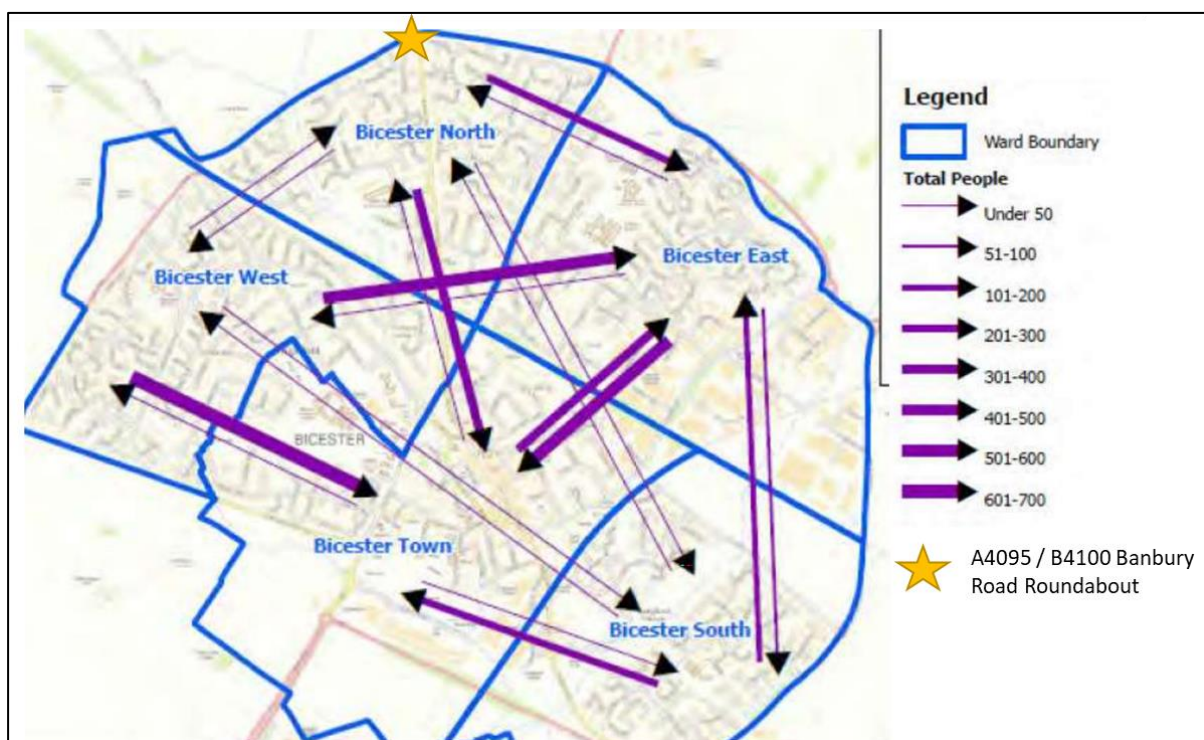 Bicester North
Bicester West
Bicester East
BICESTER
Bicester Town
Bicester South
Legend
Ward Boundary
Total People
Under 50
51-100
101-200
201-300
301-400
401-500
501-600
601-700
A4095 / B4100 Banbury
Road Roundabout